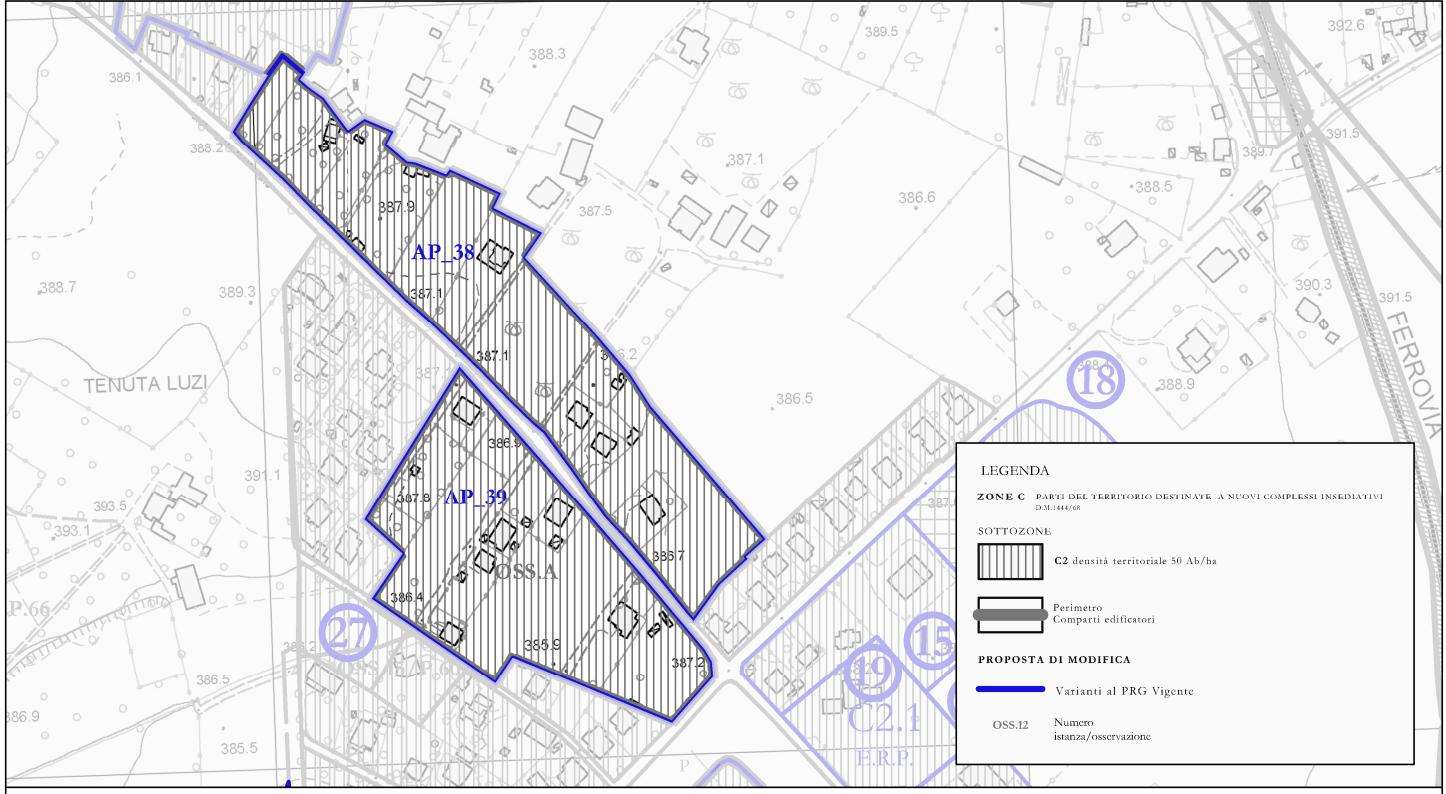 392.6
389.5
388.3
386.1
391.5
388.2
389.7
387.1
388.5
386.6
387.9
387.5
AP_38
388.7
389.3
387.1
390.3
391.5
FERROVIA
387.1
TENUTA LUZI
18
388.9
386.5
386.9
391.1
387.8
AP_39
393.5
393.1
386.7
OSS.A
P.66
386.4
27
385.9
387.2
15
19
386.5
386.9
C2.1
385.5
E.R.P.
P
LEGENDA
ZONE C PARTI DEL TERRITORIO DESTINATE A NUOVI COMPLESSI INSEDIATIVI
D.M.1444/68
SOTTOZONE
C2 densità territoriale 50 Ab/ha
Perimetro
Comparti edificatori
PROPOSTA DI MODIFICA
Varianti al PRG Vigente
OSS.12
Numero
istanza/osservazione